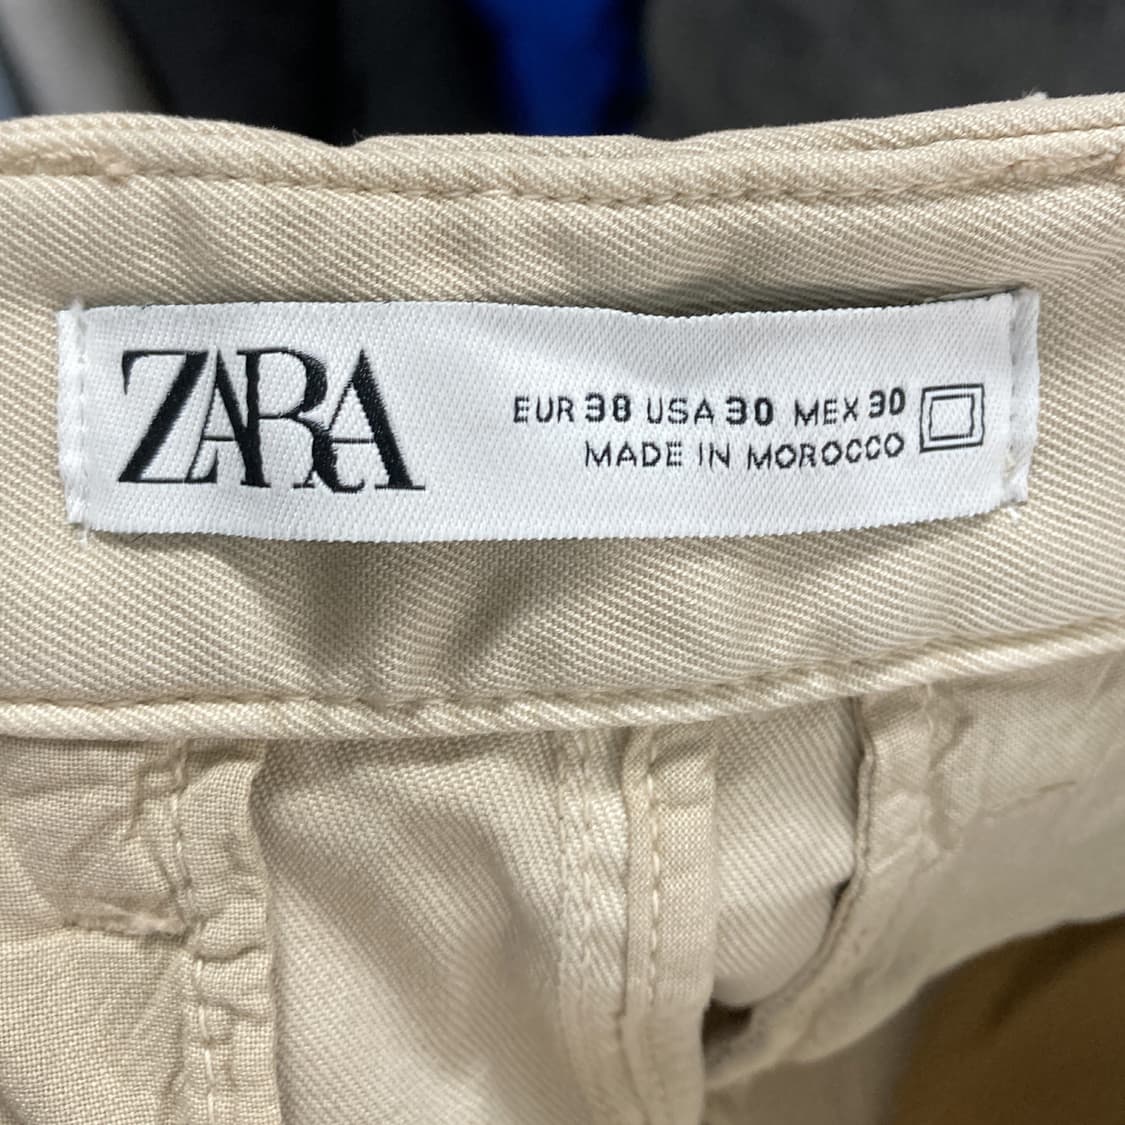 ZARA
EUR 38 USA 30 MEX 30
MADE IN MOROCCO